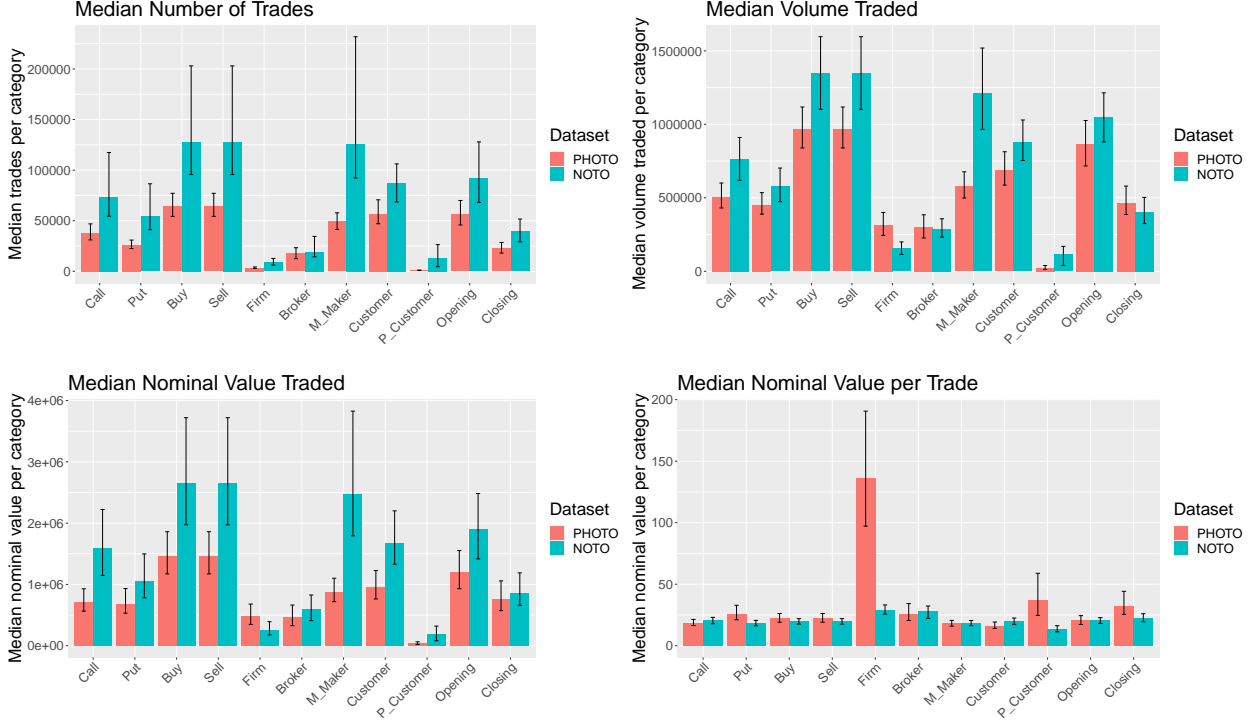 Median Number of Trades
Median trades per category
200000
150000
100000
50000
0
Call
Put
Buy
Sell
Firm
Broker
M_Maker
Customer
P_Customer
Opening
Closing
Dataset
PHOTO
NOTO
Median Volume Traded
Median volume traded per category
1500000
1000000
500000
0
Call
Put
Buy
Sell
Firm
Broker
M_Maker
Customer
P_Customer
Opening
Closing
Dataset
PHOTO
NOTO
Median Nominal Value Traded
Median nominal value per category
4e+06
3e+06
2e+06
1e+06
0e+00
Call
Put
Buy
Sell
Firm
Broker
M_Maker
Customer
P_Customer
Opening
Closing
Dataset
PHOTO
NOTO
Median Nominal Value per Trade
Median nominal value per category
200
150
100
50
0
Call
Put
Buy
Sell
Firm
Broker
M_Maker
Customer
P_Customer
Opening
Closing
Dataset
PHOTO
NOTO